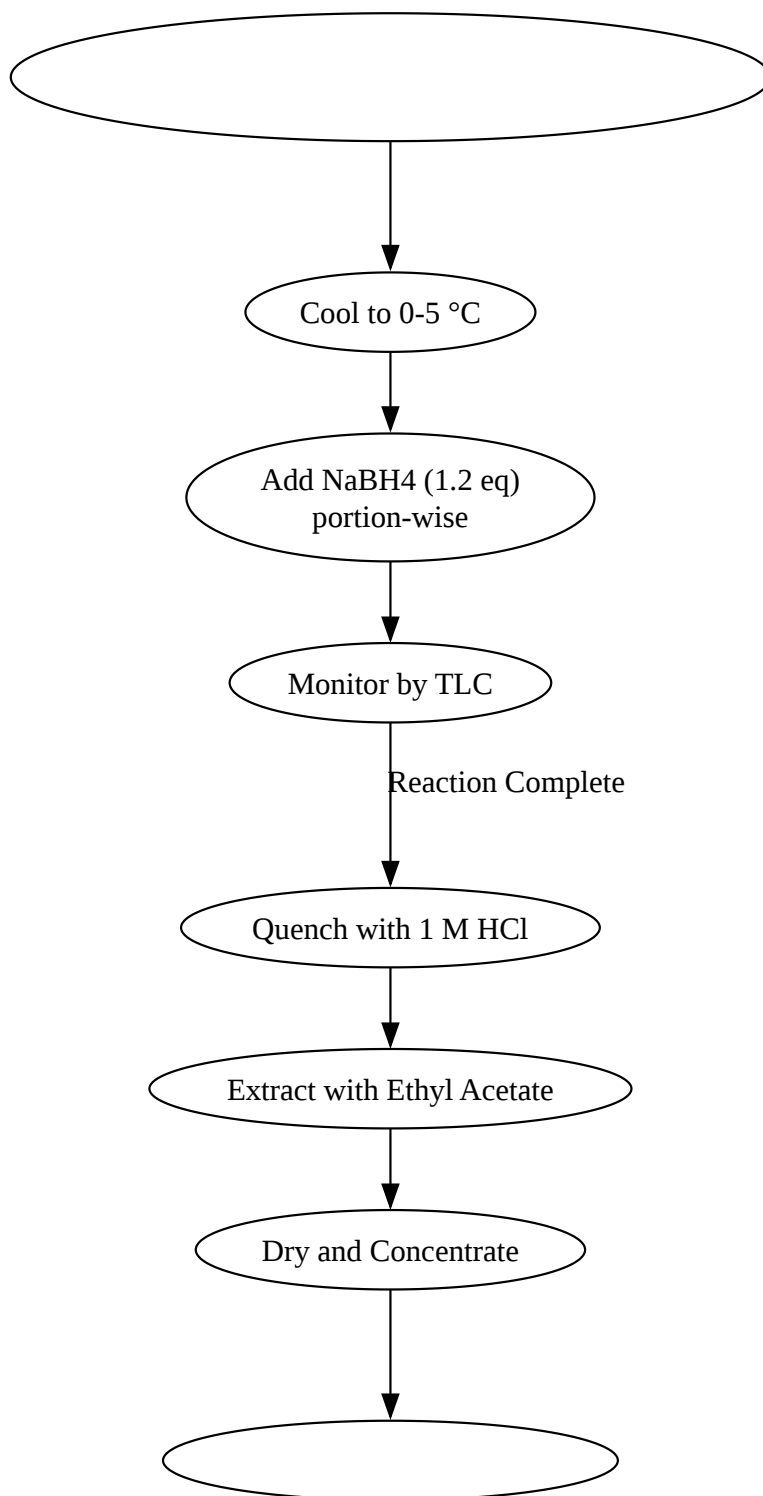 Cool to 0-5 °C
Add NaBH4 (1.2 eq)
portion-wise
Monitor by TLC
Reaction Complete
Quench with 1 M HCl
Extract with Ethyl Acetate
Dry and Concentrate